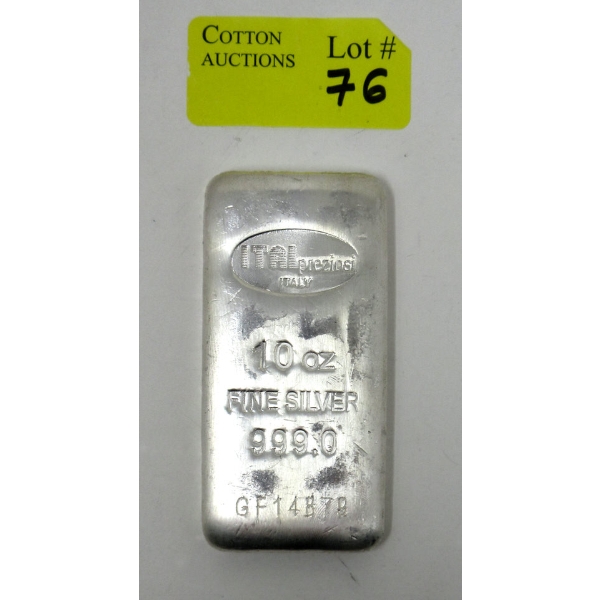 COTTON
AUCTIONS
Lot #
76
ITALpreziosi
ITALY
10 oz
FINE SILVER
999.0